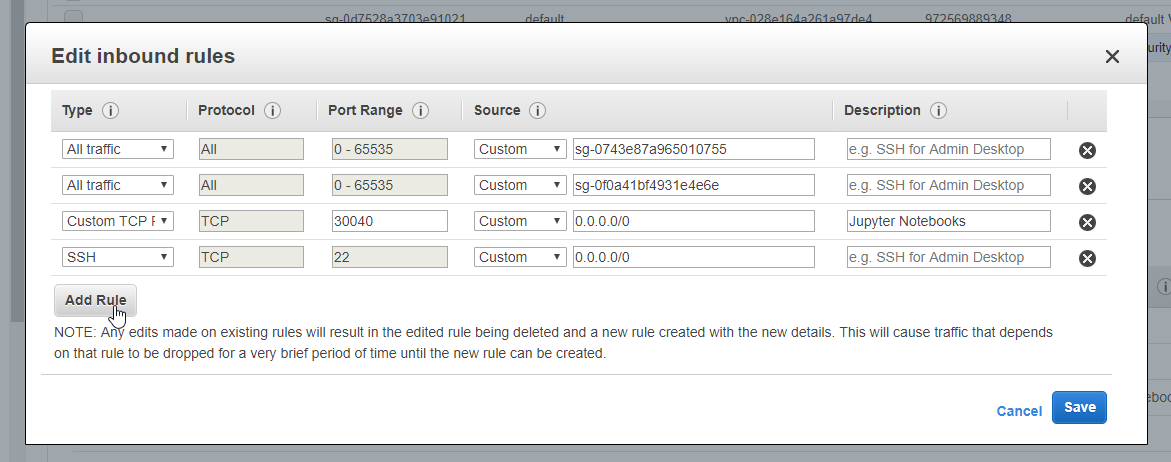 sg-0d7528a3703e91021 default vpc-028e164a261a97de4 972569889348 default V
Edit inbound rules
urity
Type Protocol Port Range Source Description
All traffic All 0 - 65535 Custom sg-0743e87a965010755 e.g. SSH for Admin Desktop
All traffic All 0 - 65535 Custom sg-0f0a41bf4931e4e6e e.g. SSH for Admin Desktop
Custom TCP F TCP 30040 Custom 0.0.0.0/0 Jupyter Notebooks
SSH TCP 22 Custom 0.0.0.0/0 e.g. SSH for Admin Desktop
Add Rule
NOTE: Any edits made on existing rules will result in the edited rule being deleted and a new rule created with the new details. This will cause traffic that depends
on that rule to be dropped for a very brief period of time until the new rule can be created.
Cancel Save